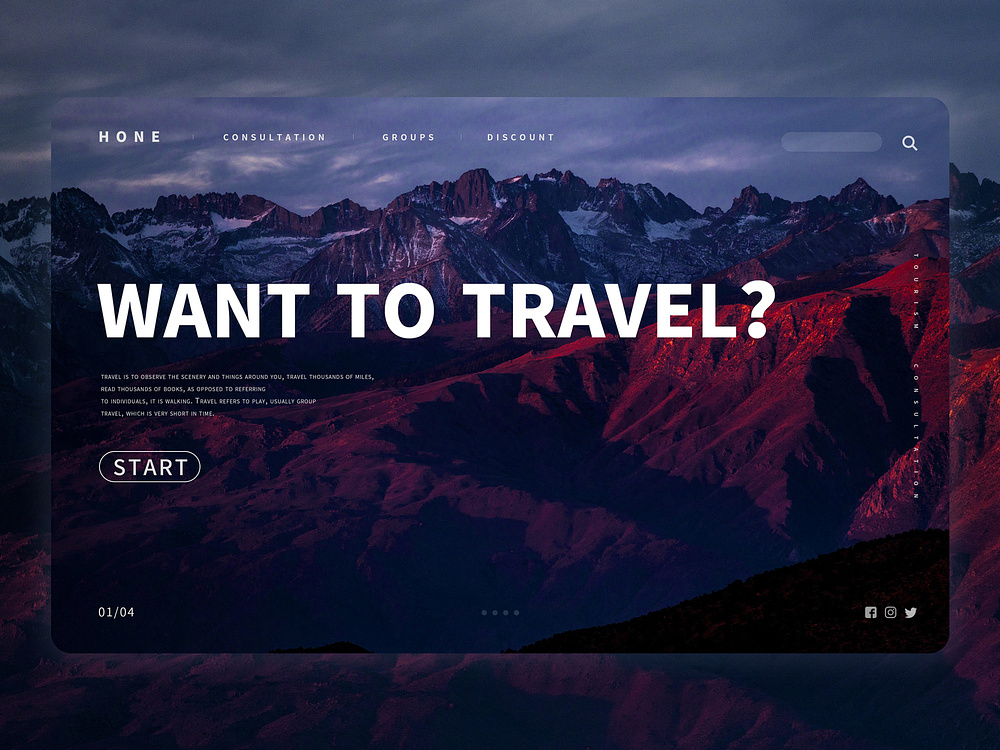 HONE
CONSULTATION
GROUPS
DISCOUNT
WANT TO TRAVEL?
TRAVEL IS TO OBSERVE THE SCENERY AND THINGS AROUND YOU, TRAVEL THOUSANDS OF MILES,
READ THOUSANDS OF BOOKS, AS OPPOSED TO REFERRING
TO INDIVIDUALS, IT IS WALKING. TRAVEL REFERS TO PLAY, USUALLY GROUP
TRAVEL, WHICH IS VERY SHORT IN TIME.
START
TOURISM CONSULTATION
01/04